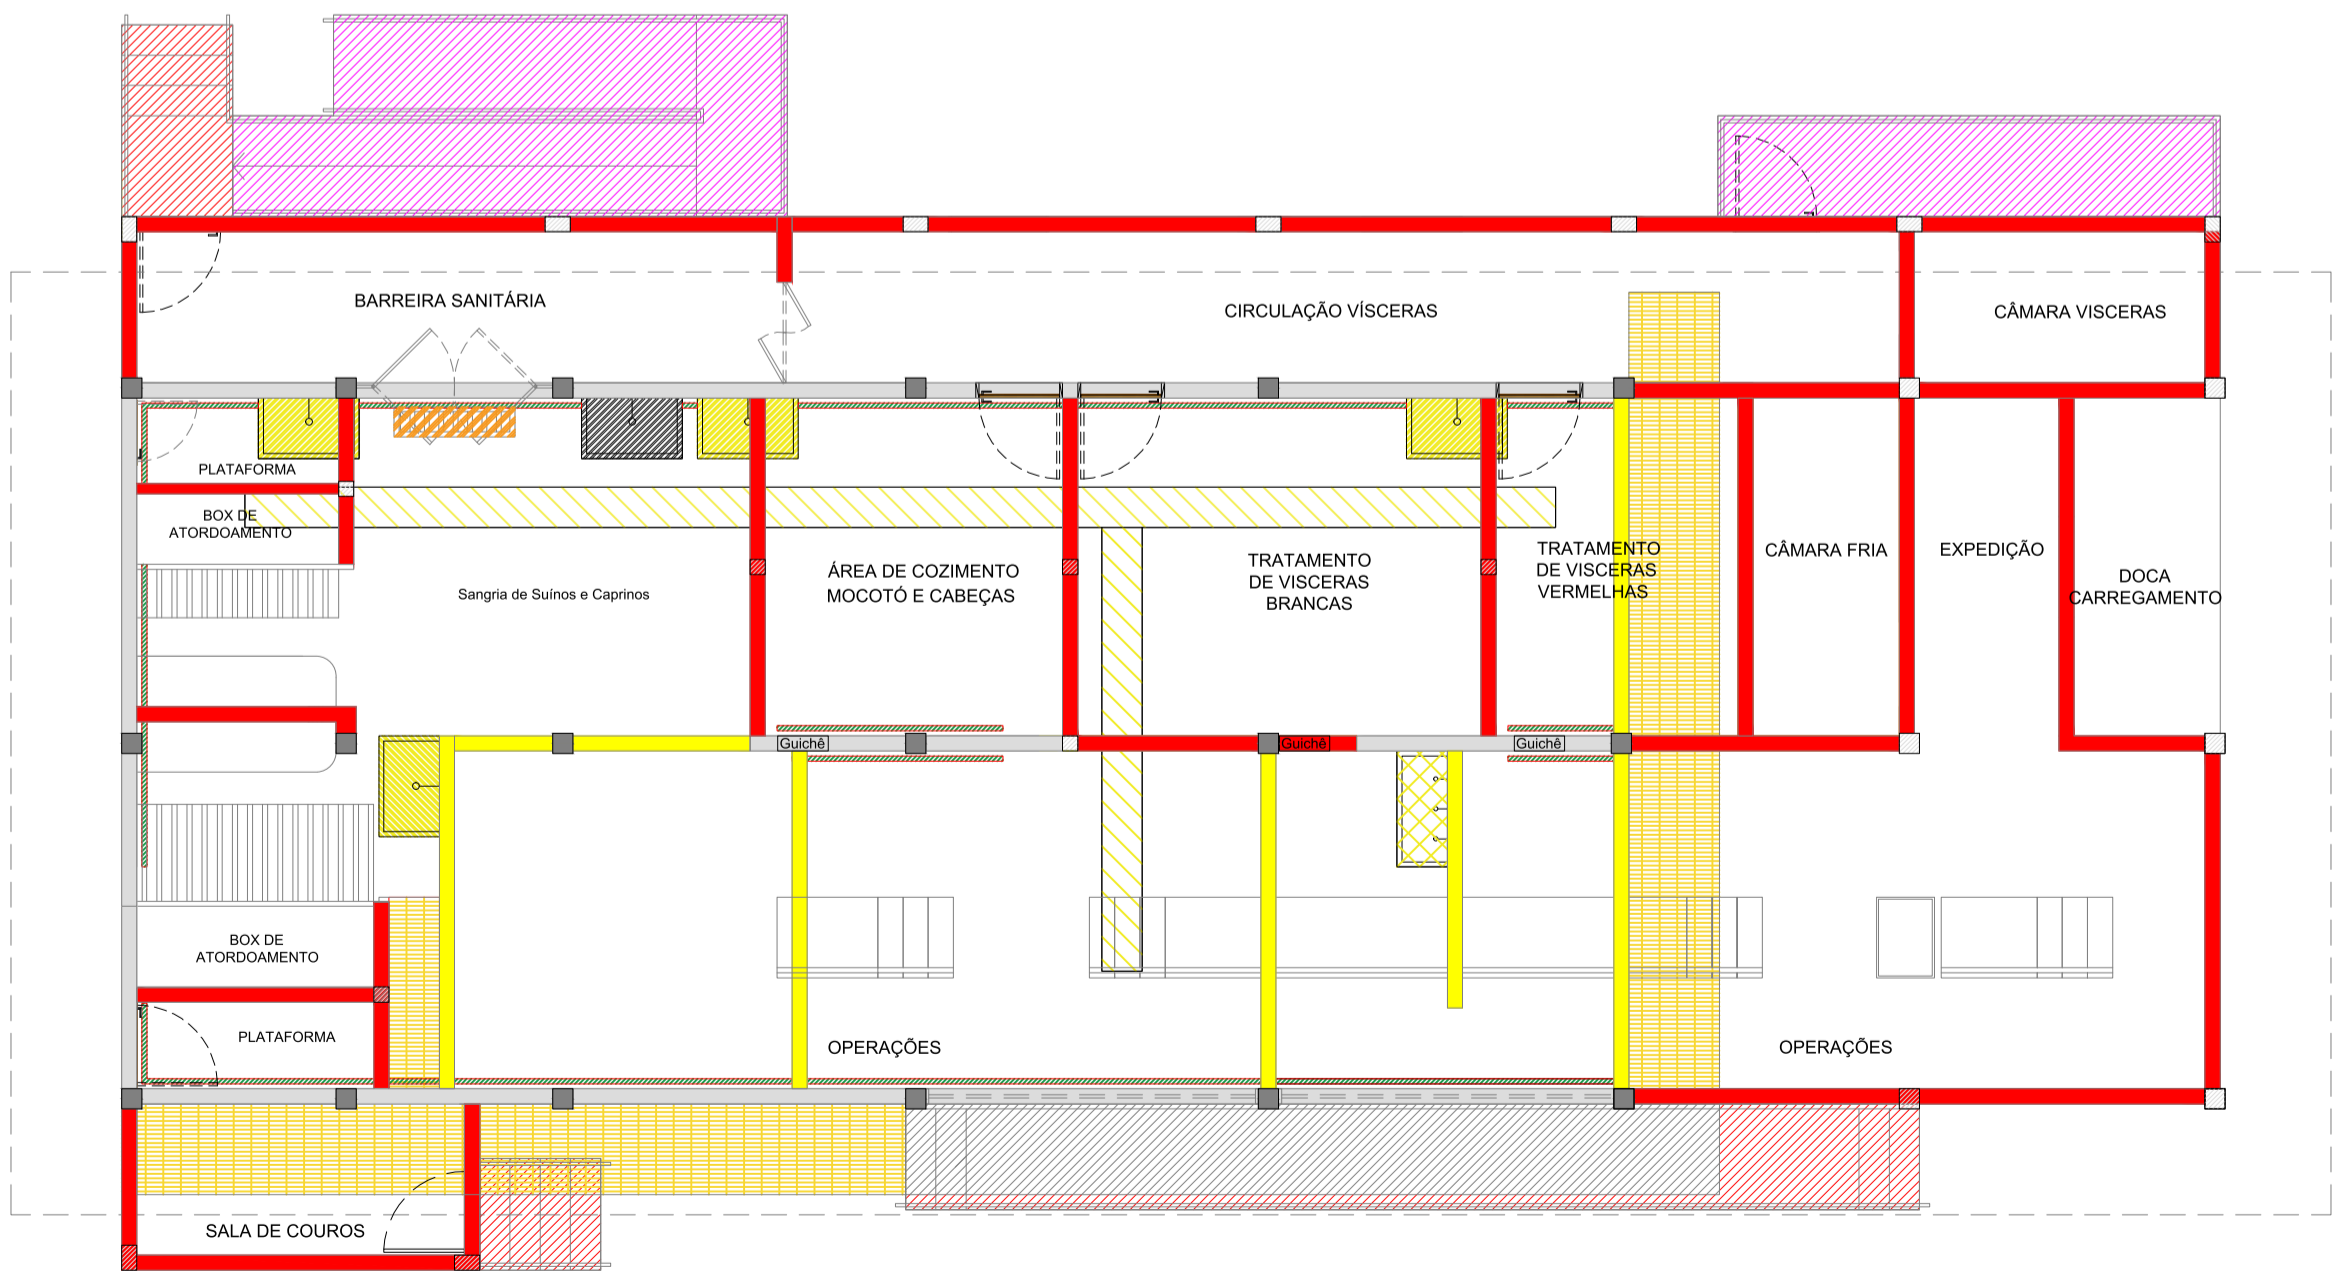 BARREIRA SANITÁRIA
CIRCULAÇÃO VÍSCERAS
CÂMARA VISCERAS
PLATAFORMA
BOX DE
ATORDOAMENTO
Sangria de Suínos e Caprinos
ÁREA DE COZIMENTO
MOCOTÓ E CABEÇAS
TRATAMENTO
DE VISCERAS
BRANCAS
TRATAMENTO
DE VISCERAS
VERMELHAS
CÂMARA FRIA
EXPEDIÇÃO
DOCA
CARREGAMENTO
Guichê
Guichê
Guichê
BOX DE
ATORDOAMENTO
PLATAFORMA
OPERAÇÕES
OPERAÇÕES
SALA DE COUROS